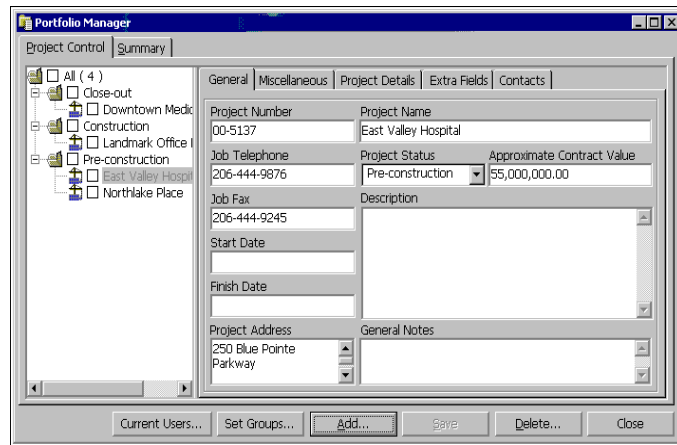 Portfolio Manager
Project Control Summary
All ( 4 )
Close-out
Downtown Medic
Construction
Landmark Office
Pre-construction
East Valley Hospit
Northlake Place
General Miscellaneous Project Details Extra Fields Contacts
Project Number Project Name
00-5137 East Valley Hospital
Job Telephone Project Status Approximate Contract Value
206-444-9876 Pre-construction 55,000,000.00
Job Fax Description
206-444-9245
Start Date
Finish Date
Project Address General Notes
250 Blue Pointe
Parkway
Current Users... Set Groups... Add... Save Delete... Close